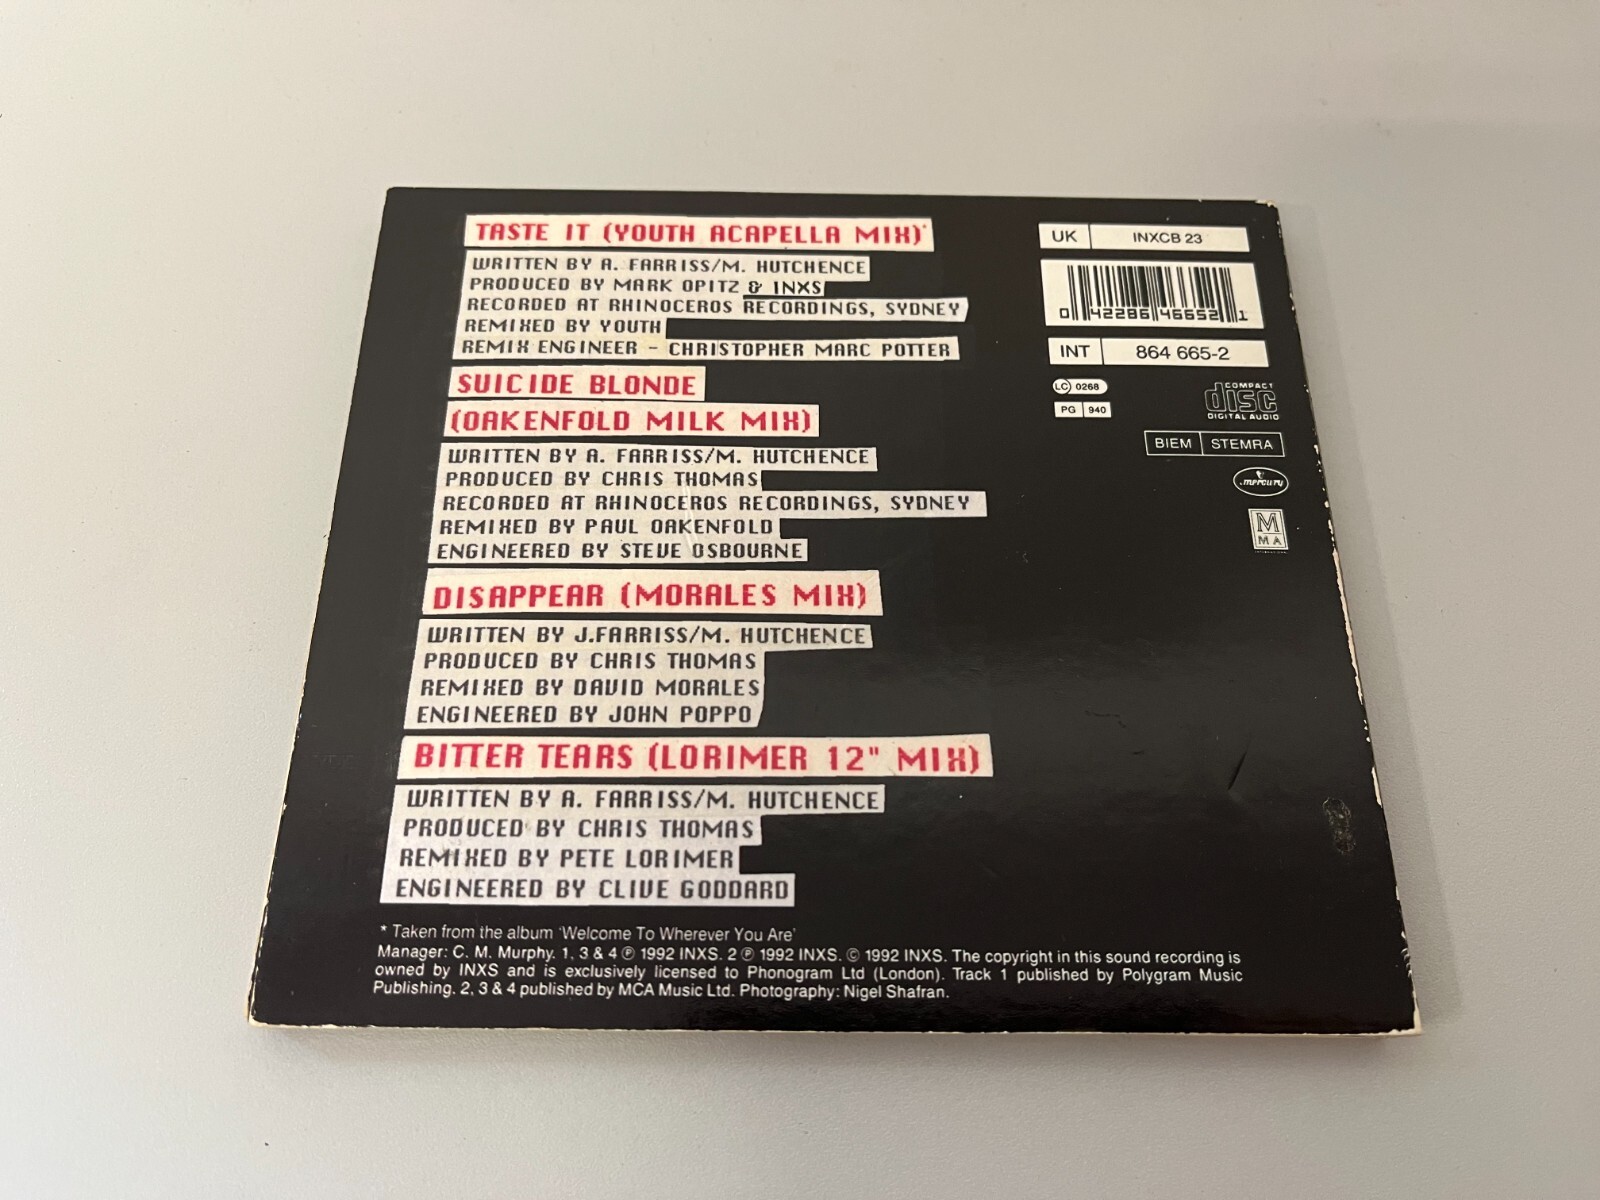 TASTE IT (YOUTH ACAPELLA MIX)*
WRITTEN BY A. FARRISS/M. HUTCHENCE
PRODUCED BY MARK OPITZ & INXS
RECORDED AT RHINOCEROS RECORDINGS, SYDNEY
REMIXED BY YOUTH
REMIX ENGINEER - CHRISTOPHER MARC POTTER
SUICIDE BLONDE
(OAKENFOLD MILK MIX)
WRITTEN BY A. FARRISS/M. HUTCHENCE
PRODUCED BY CHRIS THOMAS
RECORDED AT RHINOCEROS RECORDINGS, SYDNEY
REMIXED BY PAUL OAKENFOLD
ENGINEERED BY STEVE OSBOURNE
DISAPPEAR (MORALES MIX)
WRITTEN BY J.FARRISS/M. HUTCHENCE
PRODUCED BY CHRIS THOMAS
REMIXED BY DAVID MORALES
ENGINEERED BY JOHN POPPO
BITTER TEARS (LORIMER 12" MIX)
WRITTEN BY A. FARRISS/M. HUTCHENCE
PRODUCED BY CHRIS THOMAS
REMIXED BY PETE LORIMER
ENGINEERED BY CLIVE GODDARD
UK INXCB 23
0 42286 46652 1
INT 864 665-2
LC 0268
PG 940
COMPACT
disc
DIGITAL AUDIO
BIEM STEMRA
mercury
M
MA
* Taken from the album 'Welcome To Wherever You Are'
Manager: C. M. Murphy. 1, 3 & 4 ℗ 1992 INXS. 2 ℗ 1992 INXS. © 1992 INXS. The copyright in this sound recording is
owned by INXS and is exclusively licensed to Phonogram Ltd (London). Track 1 published by Polygram Music
Publishing. 2, 3 & 4 published by MCA Music Ltd. Photography: Nigel Shafran.